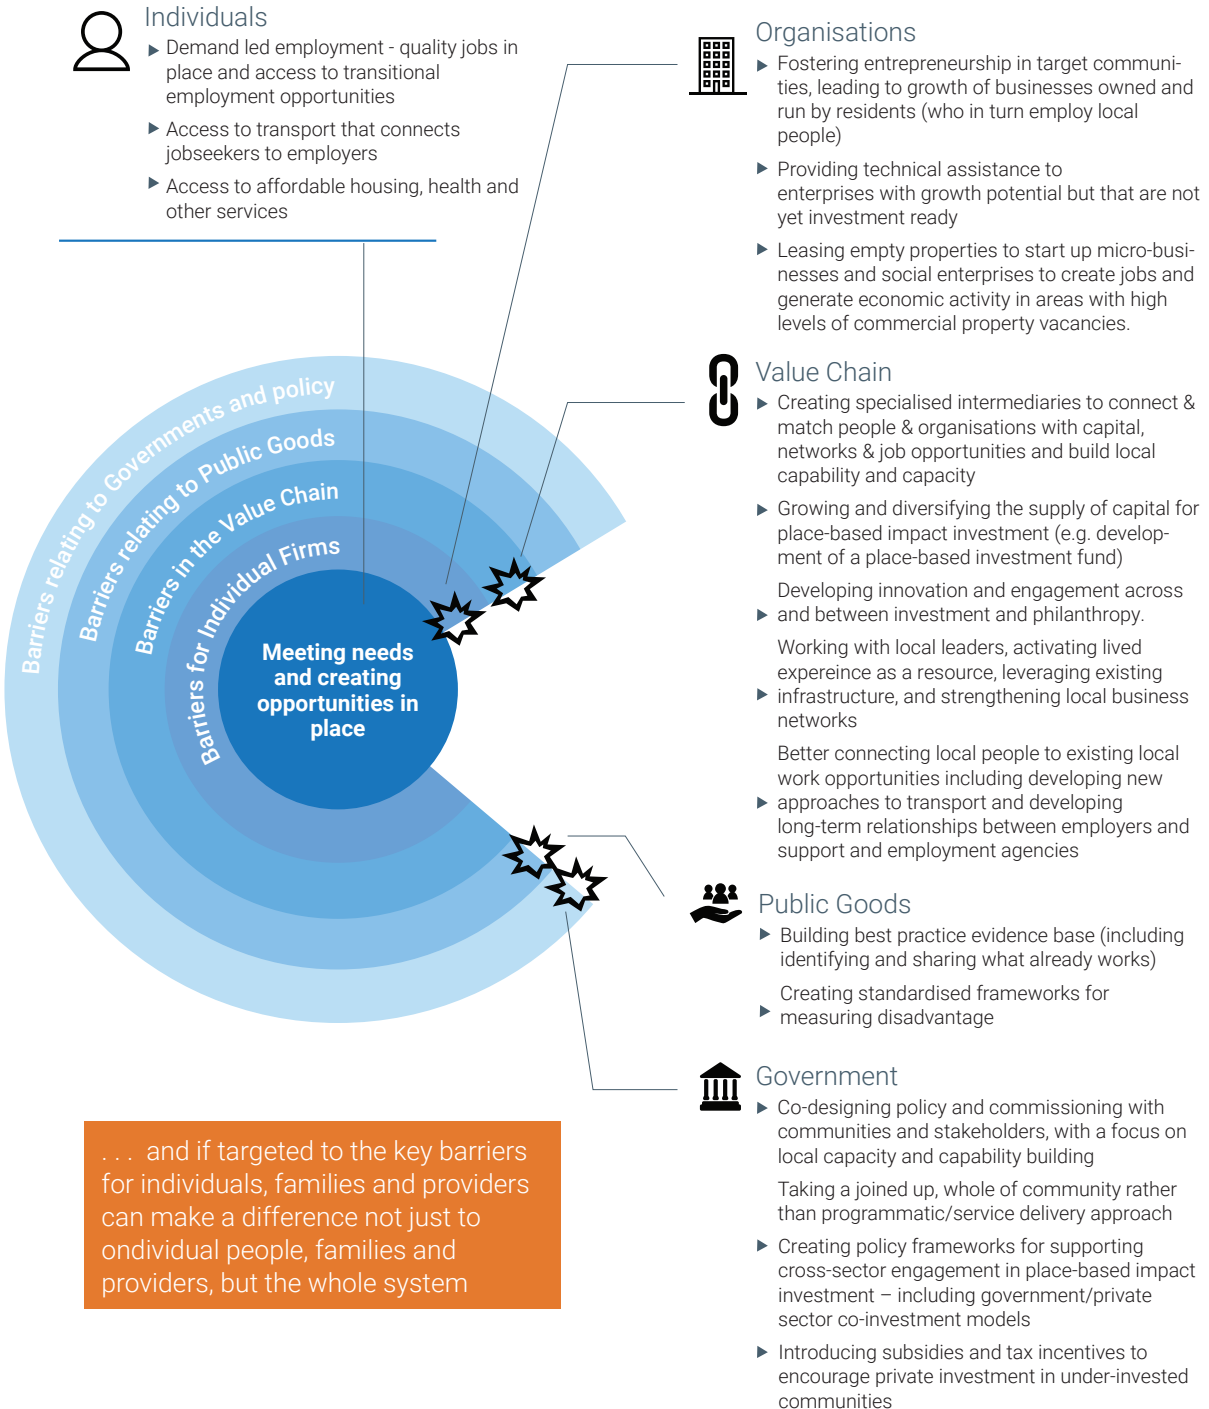 Individuals
Demand led employment - quality jobs in
place and access to transitional
employment opportunities
Access to transport that connects
jobseekers to employers
Access to affordable housing, health and
other services
Organisations
Fostering entrepreneurship in target communi-
ties, leading to growth of businesses owned and
run by residents (who in turn employ local
people)
Providing technical assistance to
enterprises with growth potential but that are not
yet investment ready
Leasing empty properties to start up micro-busi-
nesses and social enterprises to create jobs and
generate economic activity in areas with high
levels of commercial property vacancies.
Value Chain
Creating specialised intermediaries to connect &
match people & organisations with capital,
networks & job opportunities and build local
capability and capacity
Growing and diversifying the supply of capital for
place-based impact investment (e.g. develop-
ment of a place-based investment fund)
Developing innovation and engagement across
and between investment and philanthropy.
Working with local leaders, activating lived
expereince as a resource, leveraging existing
infrastructure, and strengthening local business
networks
Better connecting local people to existing local
work opportunities including developing new
approaches to transport and developing
long-term relationships between employers and
support and employment agencies
Public Goods
Building best practice evidence base (including
identifying and sharing what already works)
Creating standardised frameworks for
measuring disadvantage
Government
Co-designing policy and commissioning with
communities and stakeholders, with a focus on
local capacity and capability building
Taking a joined up, whole of community rather
than programmatic/service delivery approach
Creating policy frameworks for supporting
cross-sector engagement in place-based impact
investment – including government/private
sector co-investment models
Introducing subsidies and tax incentives to
encourage private investment in under-invested
communities
Barriers relating to Governments and policy
Barriers relating to Public Goods
Barriers in the Value Chain
Barriers for Individual Firms
Meeting needs
and creating
opportunities in
place
. . . and if targeted to the key barriers
for individuals, families and providers
can make a difference not just to
ondividual people, families and
providers, but the whole system